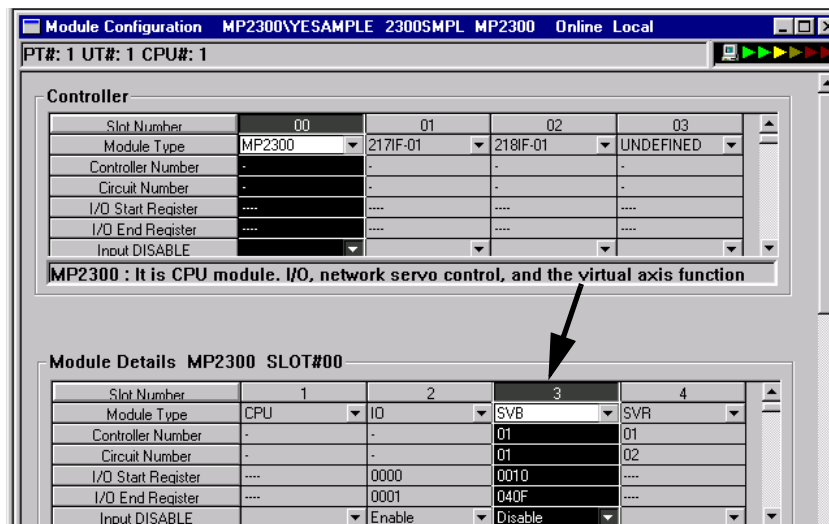 Module Configuration MP2300\YESAMPLE 2300SMPL MP2300 Online Local
PT#: 1 UT#: 1 CPU#: 1
Controller
Slot Number 00 01 02 03
Module Type MP2300 217IF-01 218IF-01 UNDEFINED
Controller Number - - - -
Circuit Number - - - -
I/O Start Register ---- ---- ---- ----
I/O End Register ---- ---- ---- ----
Input DISABLE
MP2300 : It is CPU module. I/O, network servo control, and the virtual axis function
Module Details MP2300 SLOT#00
Slot Number 1 2 3 4
Module Type CPU IO SVB SVR
Controller Number - - 01 01
Circuit Number - - 01 02
I/O Start Register ---- 0000 0010 ----
I/O End Register ---- 0001 040F ----
Input DISABLE Enable Disable